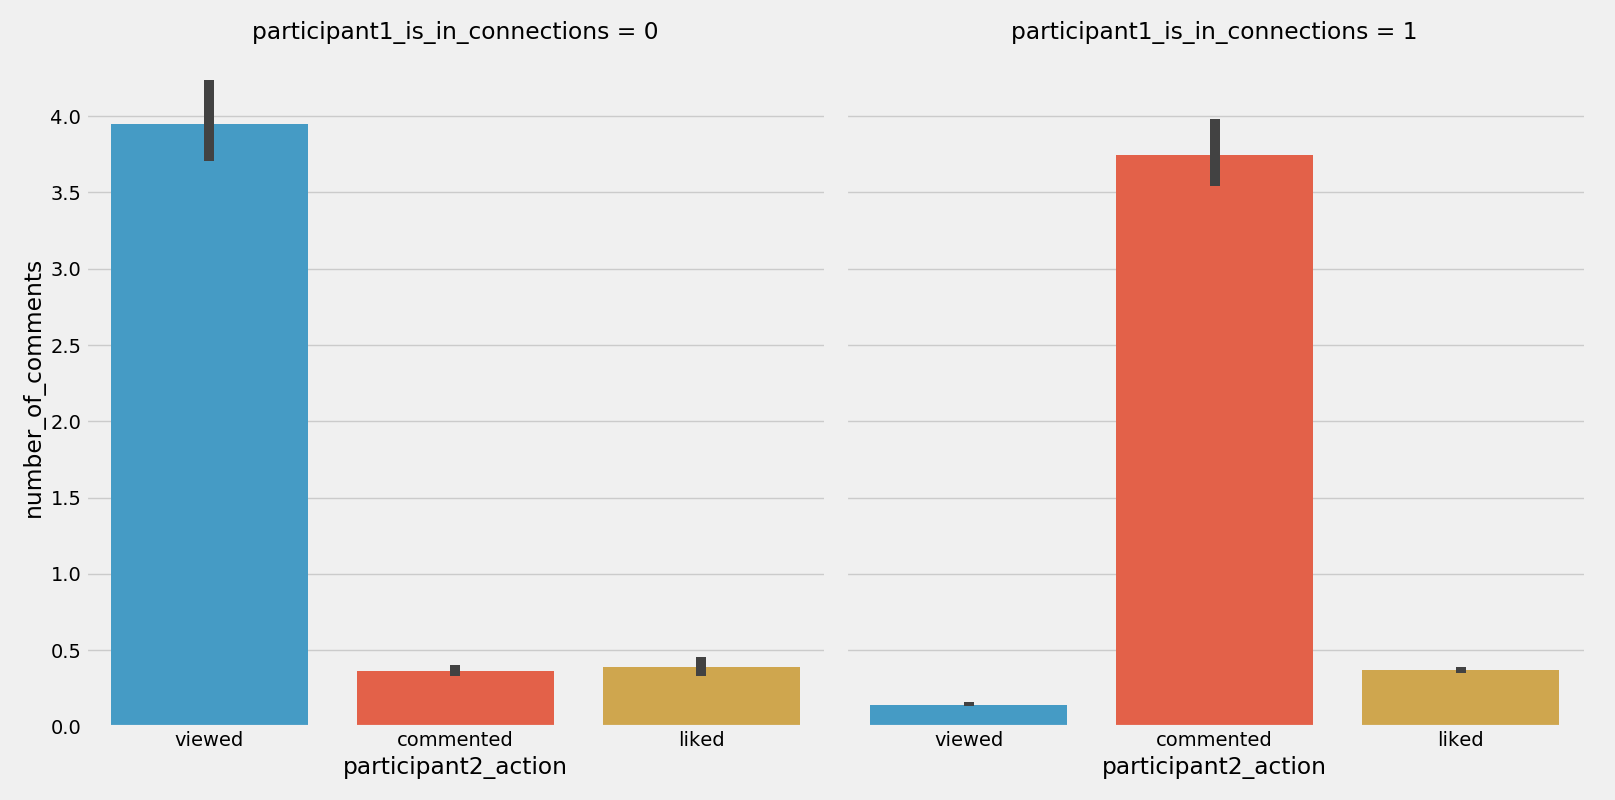 participant1_is_in_connections = 0
participant1_is_in_connections = 1
number_of_comments
4.0
3.5
3.0
2.5
2.0
1.5
1.0
0.5
0.0
viewed commented liked
viewed commented liked
participant2_action
participant2_action